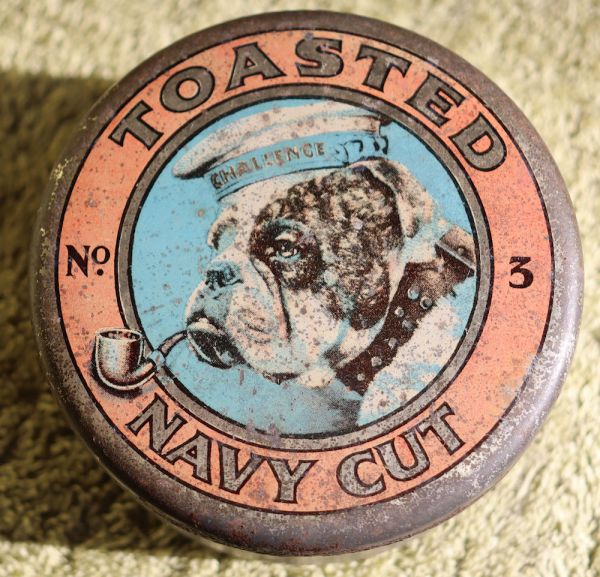 TOASTED
CHALLENGE
No. 3
NAVY CUT